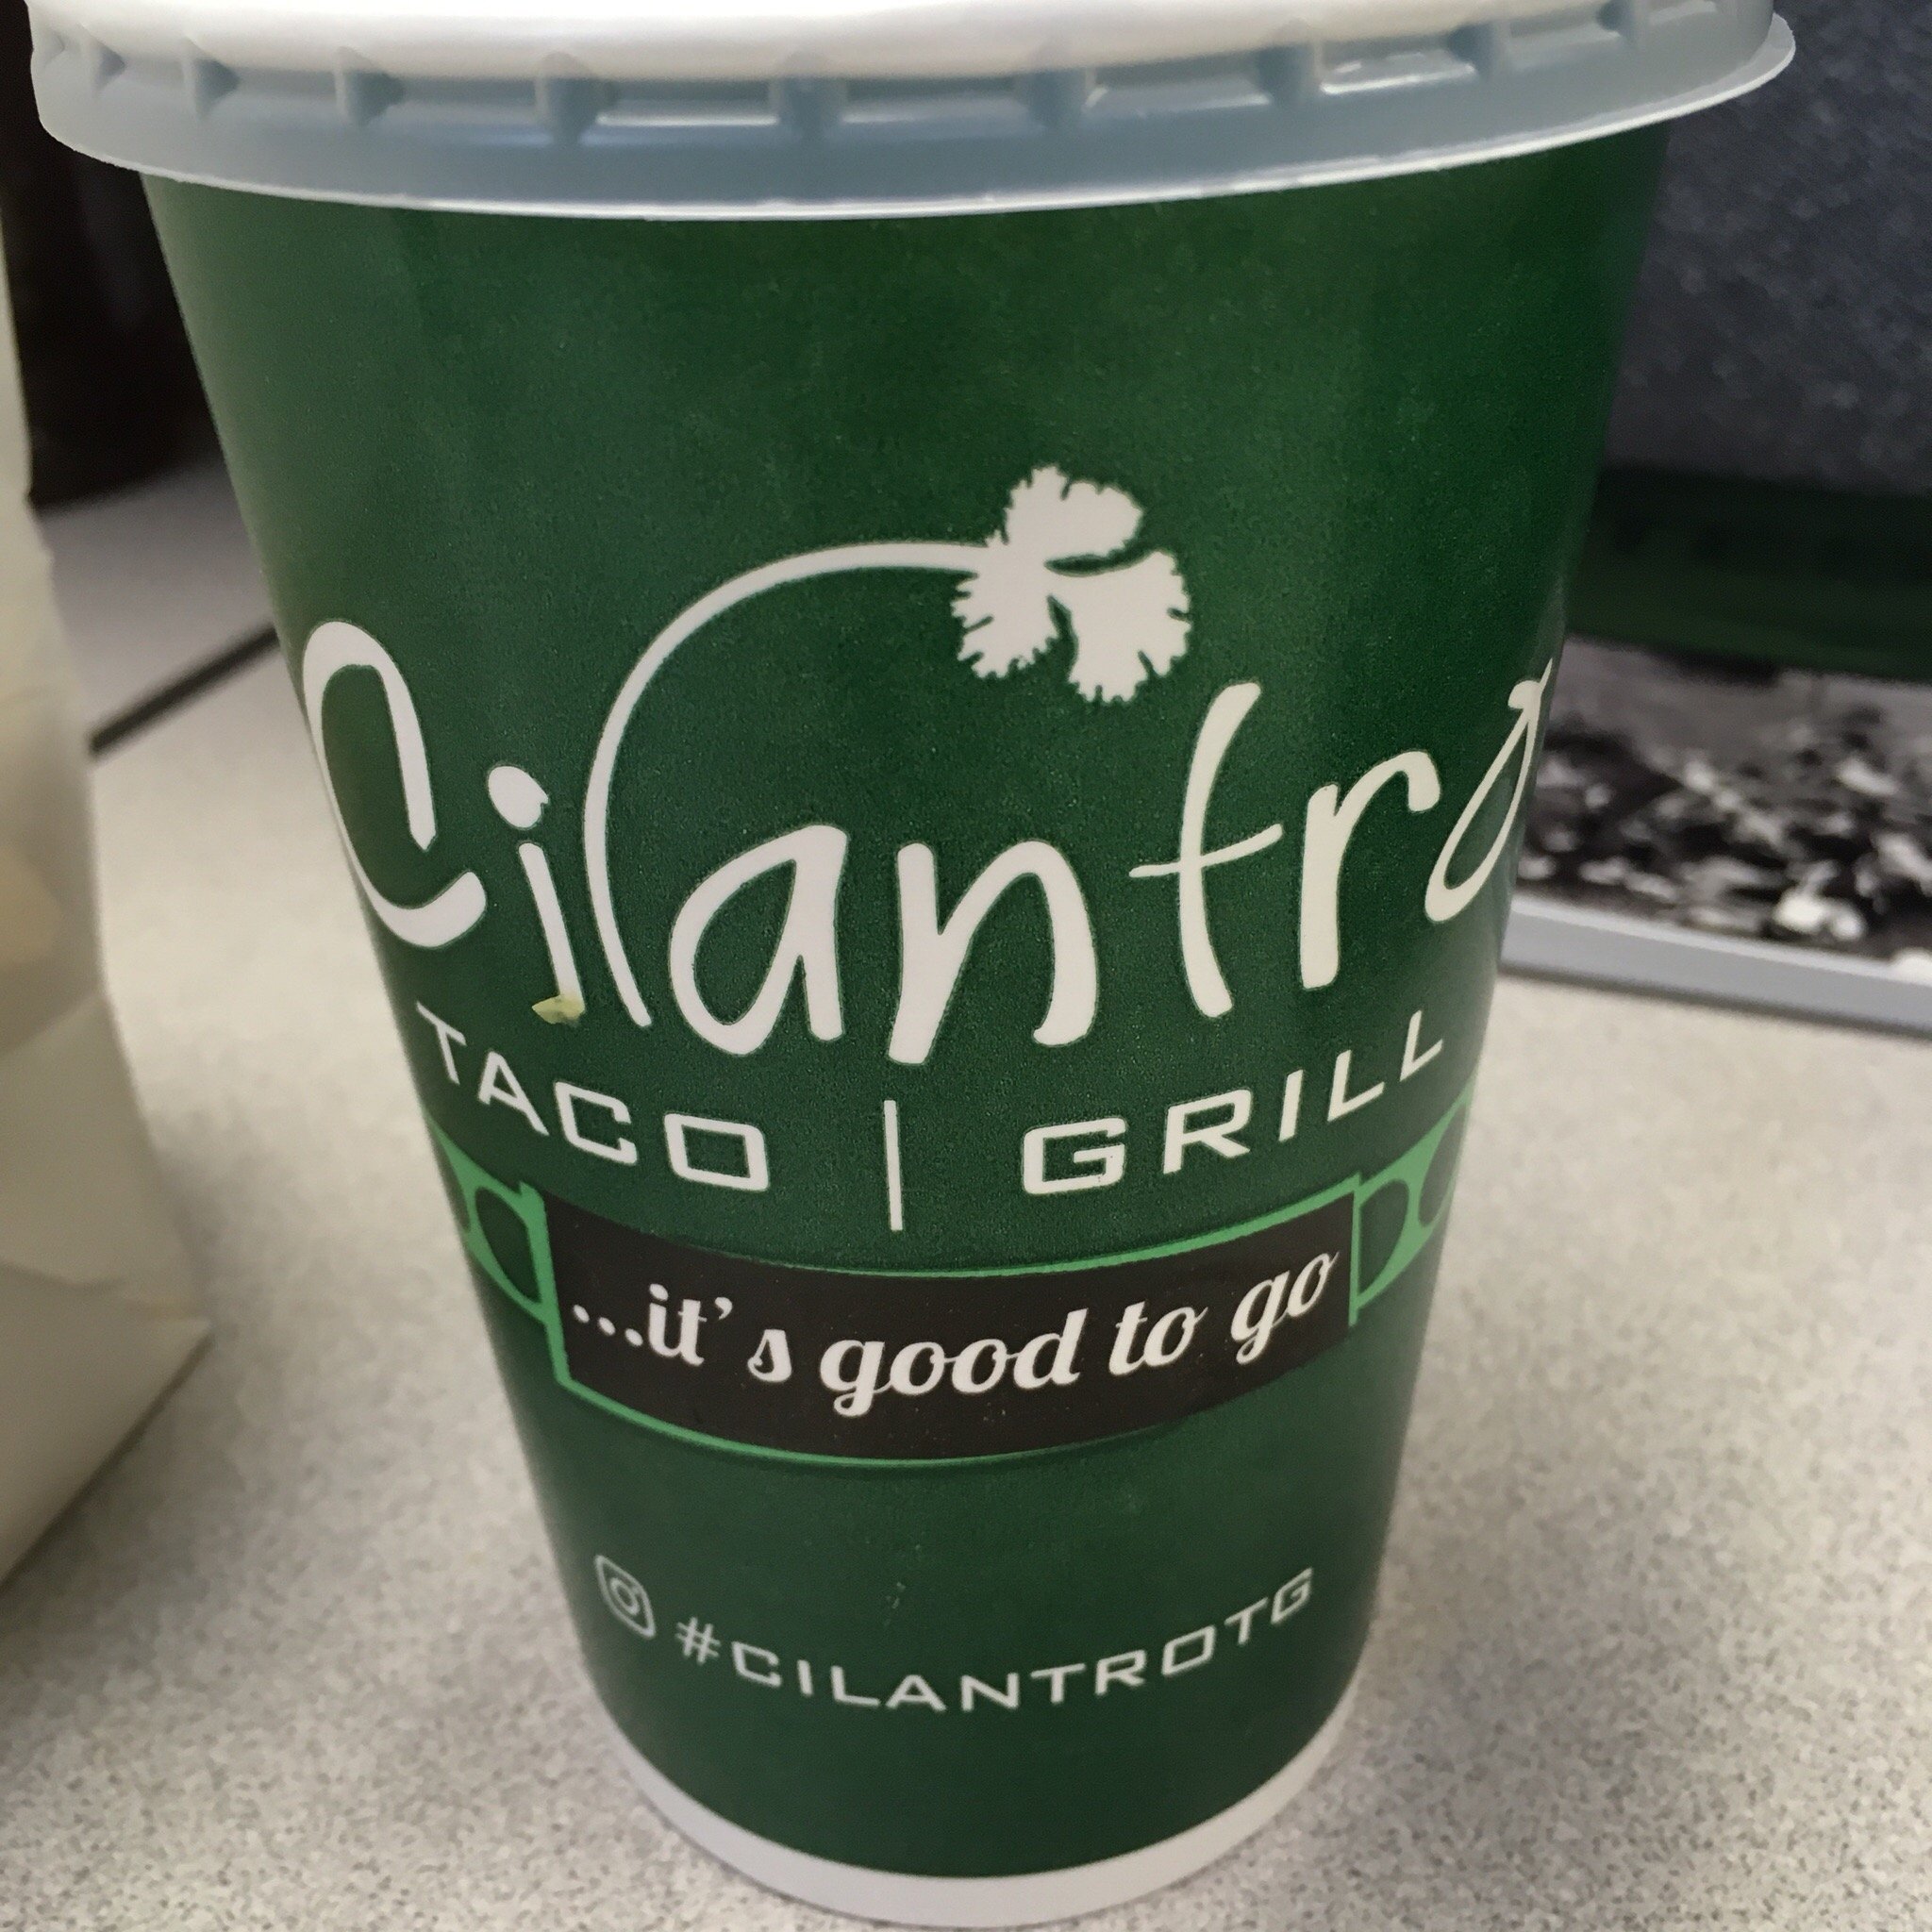 Cilantro
TACO | GRILL
...it's good to go
#CILANTROTG